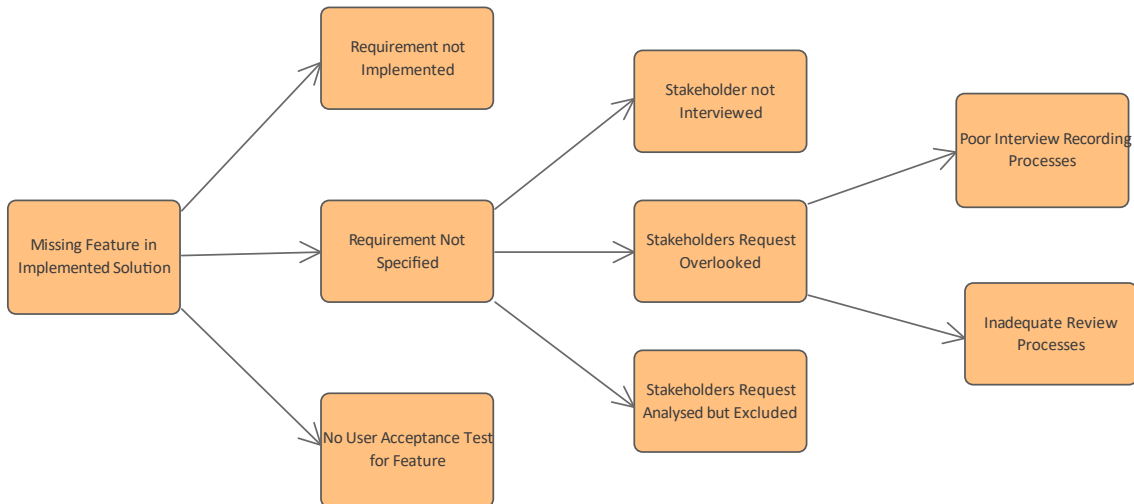 Requirement not
Implemented
Stakeholder not
Interviewed
Poor Interview Recording
Processes
Missing Feature in
Implemented Solution
Requirement Not
Specified
Stakeholders Request
Overlooked
Inadequate Review
Processes
Stakeholders Request
Analysed but Excluded
No User Acceptance Test
for Feature